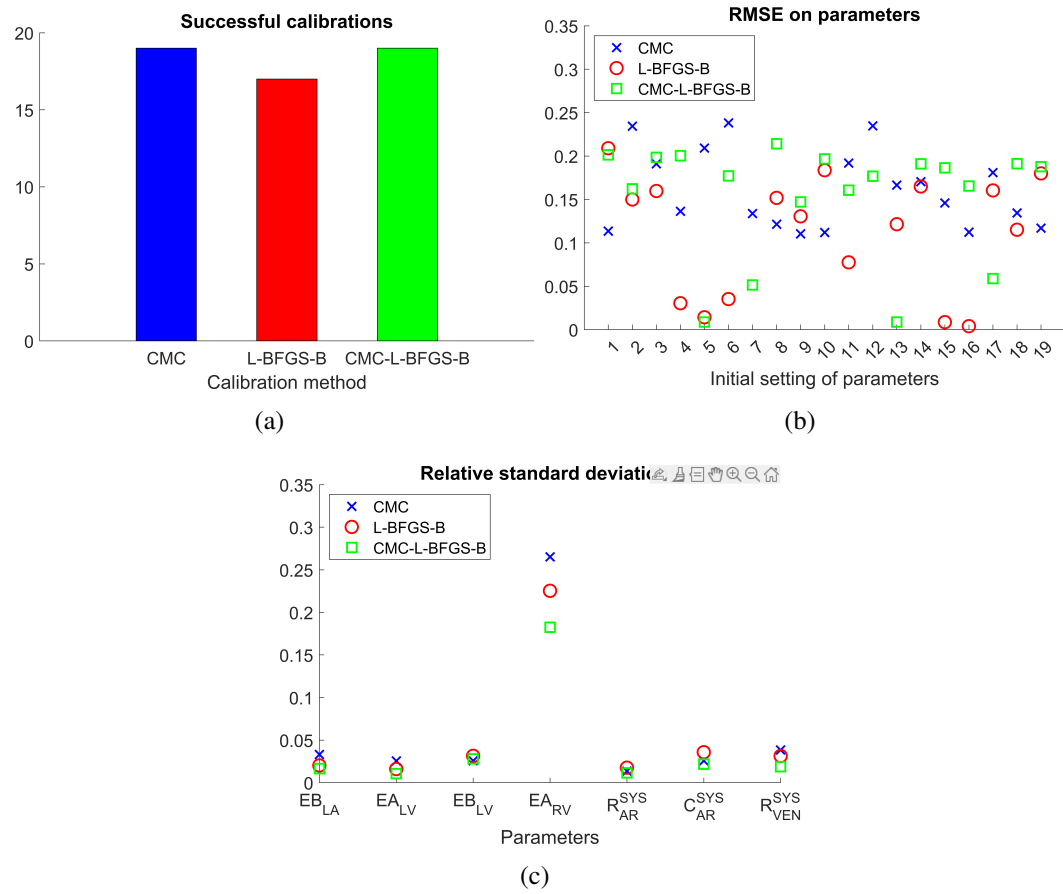 Successful calibrations
20
15
10
5
0
CMC
L-BFGS-B
CMC-L-BFGS-B
Calibration method
(a)
RMSE on parameters
0.35
0.3
0.25
0.2
0.15
0.1
0.05
0
CMC
L-BFGS-B
CMC-L-BFGS-B
1 2 3 4 5 6 7 8 9 10 11 12 13 14 15 16 17 18 19
Initial setting of parameters
(b)
Relative standard deviatio
0.35
0.3
0.25
0.2
0.15
0.1
0.05
0
CMC
L-BFGS-B
CMC-L-BFGS-B
EB_LA EA_LV EB_LV EA_RV R_AR^SYS C_AR^SYS R_VEN^SYS
Parameters
(c)